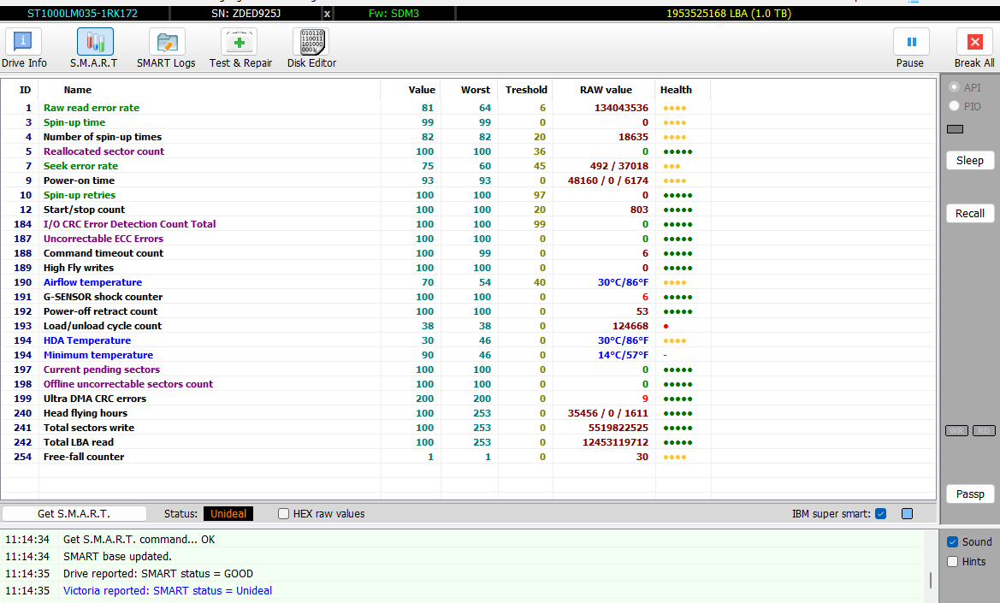 ST1000LM035-1RK172 SN: ZDED925J x Fw: SDM3 1953525168 LBA (1.0 TB)
010110
110011
101000
0001
Drive Info S.M.A.R.T SMART Logs Test & Repair Disk Editor Pause Break All
ID Name Value Worst Treshold RAW value Health
1 Raw read error rate 81 64 6 134043536
3 Spin-up time 99 99 0 0
4 Number of spin-up times 82 82 20 18635
5 Reallocated sector count 100 100 36 0
7 Seek error rate 75 60 45 492 / 37018
9 Power-on time 93 93 0 48160 / 0 / 6174
10 Spin-up retries 100 100 97 0
12 Start/stop count 100 100 20 803
184 I/O CRC Error Detection Count Total 100 100 99 0
187 Uncorrectable ECC Errors 100 100 0 0
188 Command timeout count 100 99 0 6
189 High Fly writes 100 100 0 0
190 Airflow temperature 70 54 40 30°C/86°F
191 G-SENSOR shock counter 100 100 0 6
192 Power-off retract count 100 100 0 53
193 Load/unload cycle count 38 38 0 124668
194 HDA Temperature 30 46 0 30°C/86°F
194 Minimum temperature 90 46 0 14°C/57°F -
197 Current pending sectors 100 100 0 0
198 Offline uncorrectable sectors count 100 100 0 0
199 Ultra DMA CRC errors 200 200 0 9
240 Head flying hours 100 253 0 35456 / 0 / 1611
241 Total sectors write 100 253 0 5519822525
242 Total LBA read 100 253 0 12453119712
254 Free-fall counter 1 1 0 30
API
PIO
Sleep
Recall
WR RD
Passp
Get S.M.A.R.T. Status: Unideal HEX raw values IBM super smart:
11:14:34 Get S.M.A.R.T. command... OK
11:14:34 SMART base updated.
11:14:35 Drive reported: SMART status = GOOD
11:14:35 Victoria reported: SMART status = Unideal
Sound
Hints